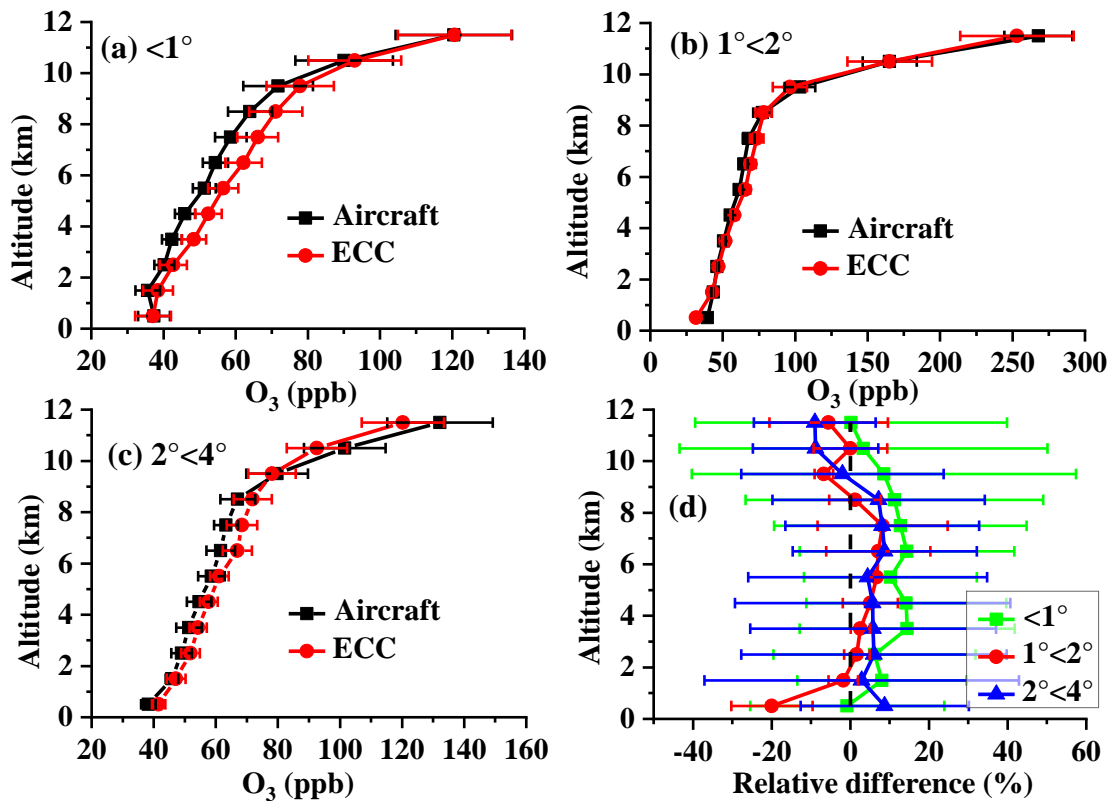 (a) <1°
12
10
8
6
4
2
0
Altitude (km)
Aircraft
ECC
20 40 60 80 100 120 140
O₃ (ppb)
(b) 1°<2°
12
10
8
6
4
2
0
Altitude (km)
Aircraft
ECC
0 50 100 150 200 250 300
O₃ (ppb)
(c) 2°<4°
12
10
8
6
4
2
0
Altitude (km)
Aircraft
ECC
20 40 60 80 100 120 140 160
O₃ (ppb)
(d)
12
10
8
6
4
2
0
Altitude (km)
<1°
1°<2°
2°<4°
-40 -20 0 20 40 60
Relative difference (%)